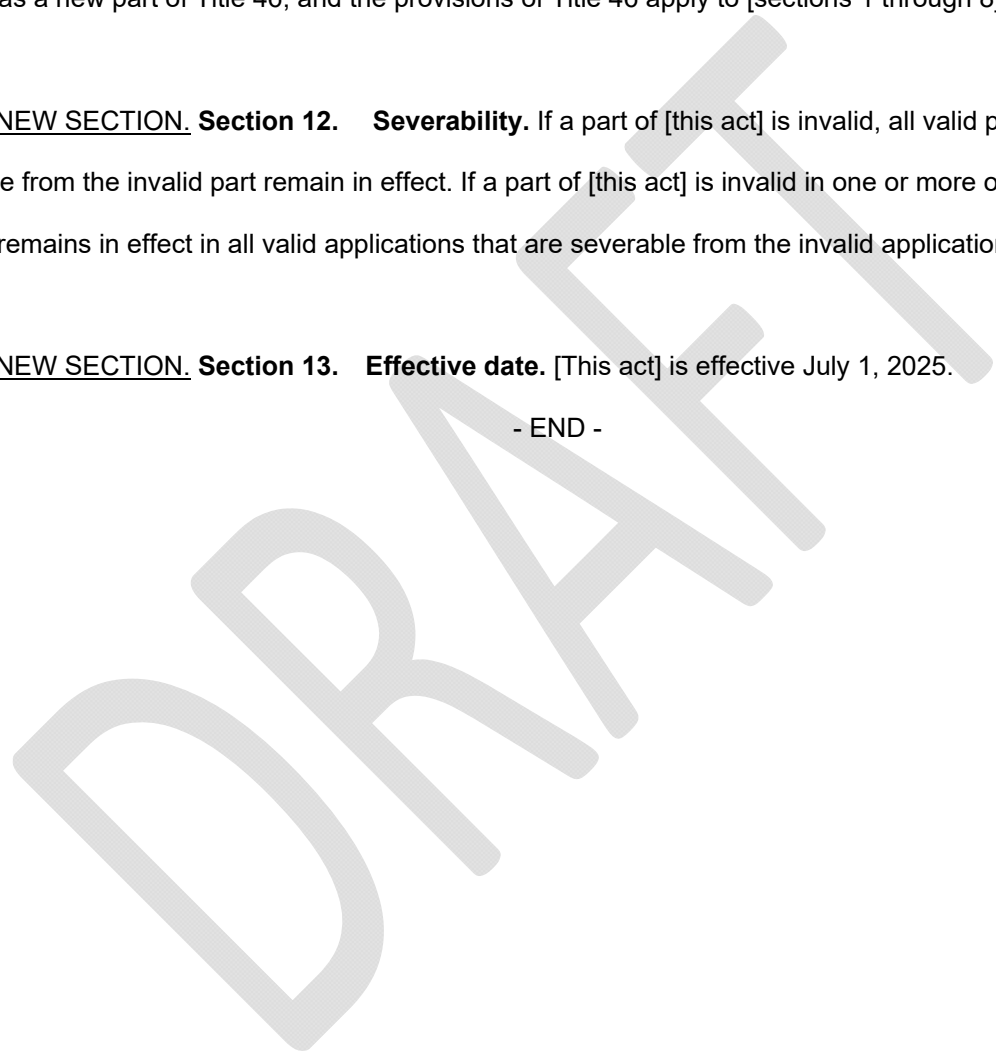 as a new part of Title 46, and the provisions of Title 46 apply to [sections 1 through 8]
NEW SECTION. Section 12. Severability. If a part of [this act] is invalid, all valid p
e from the invalid part remain in effect. If a part of [this act] is invalid in one or more o
remains in effect in all valid applications that are severable from the invalid application
NEW SECTION. Section 13. Effective date. [This act] is effective July 1, 2025.
- END -
DRAFT